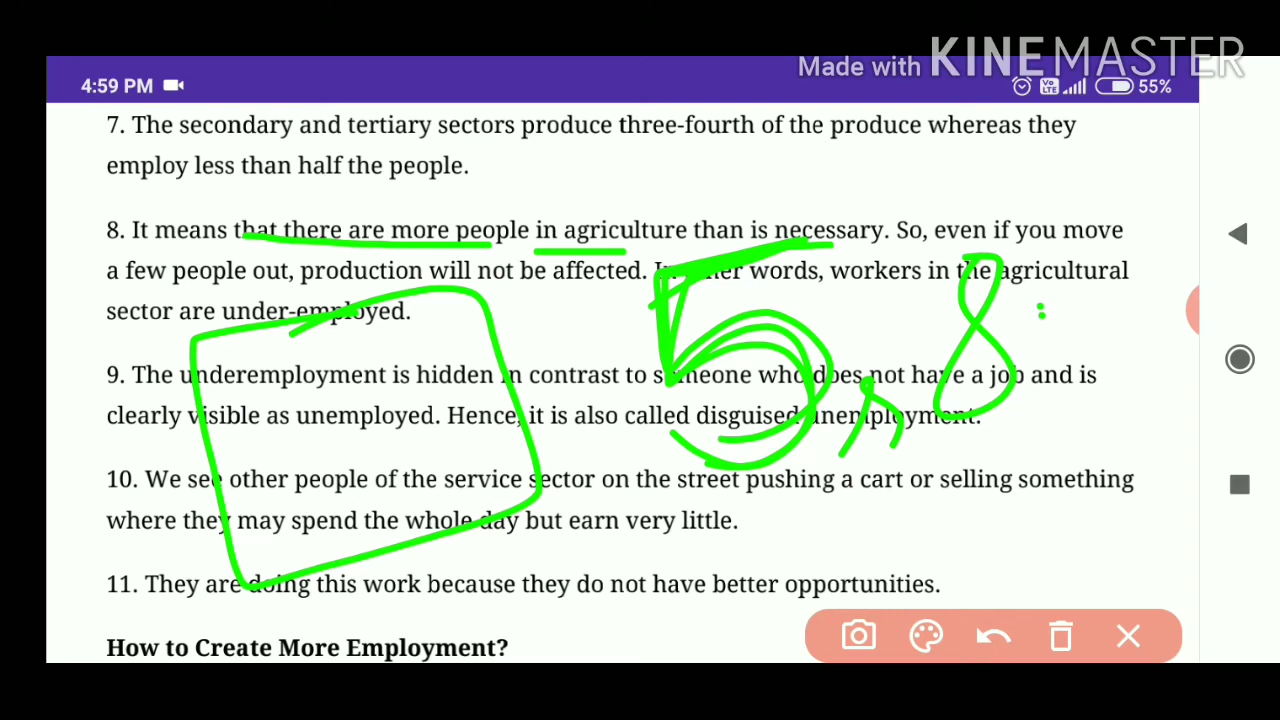 Made with KINEMASTER
4:59 PM
Vo LTE 55%
7. The secondary and tertiary sectors produce three-fourth of the produce whereas they
employ less than half the people.
8. It means that there are more people in agriculture than is necessary. So, even if you move
a few people out, production will not be affected. In other words, workers in the agricultural
sector are under-employed.
9. The underemployment is hidden in contrast to someone who does not have a job and is
clearly visible as unemployed. Hence, it is also called disguised unemployment.
10. We see other people of the service sector on the street pushing a cart or selling something
where they may spend the whole day but earn very little.
11. They are doing this work because they do not have better opportunities.
How to Create More Employment?
5 8